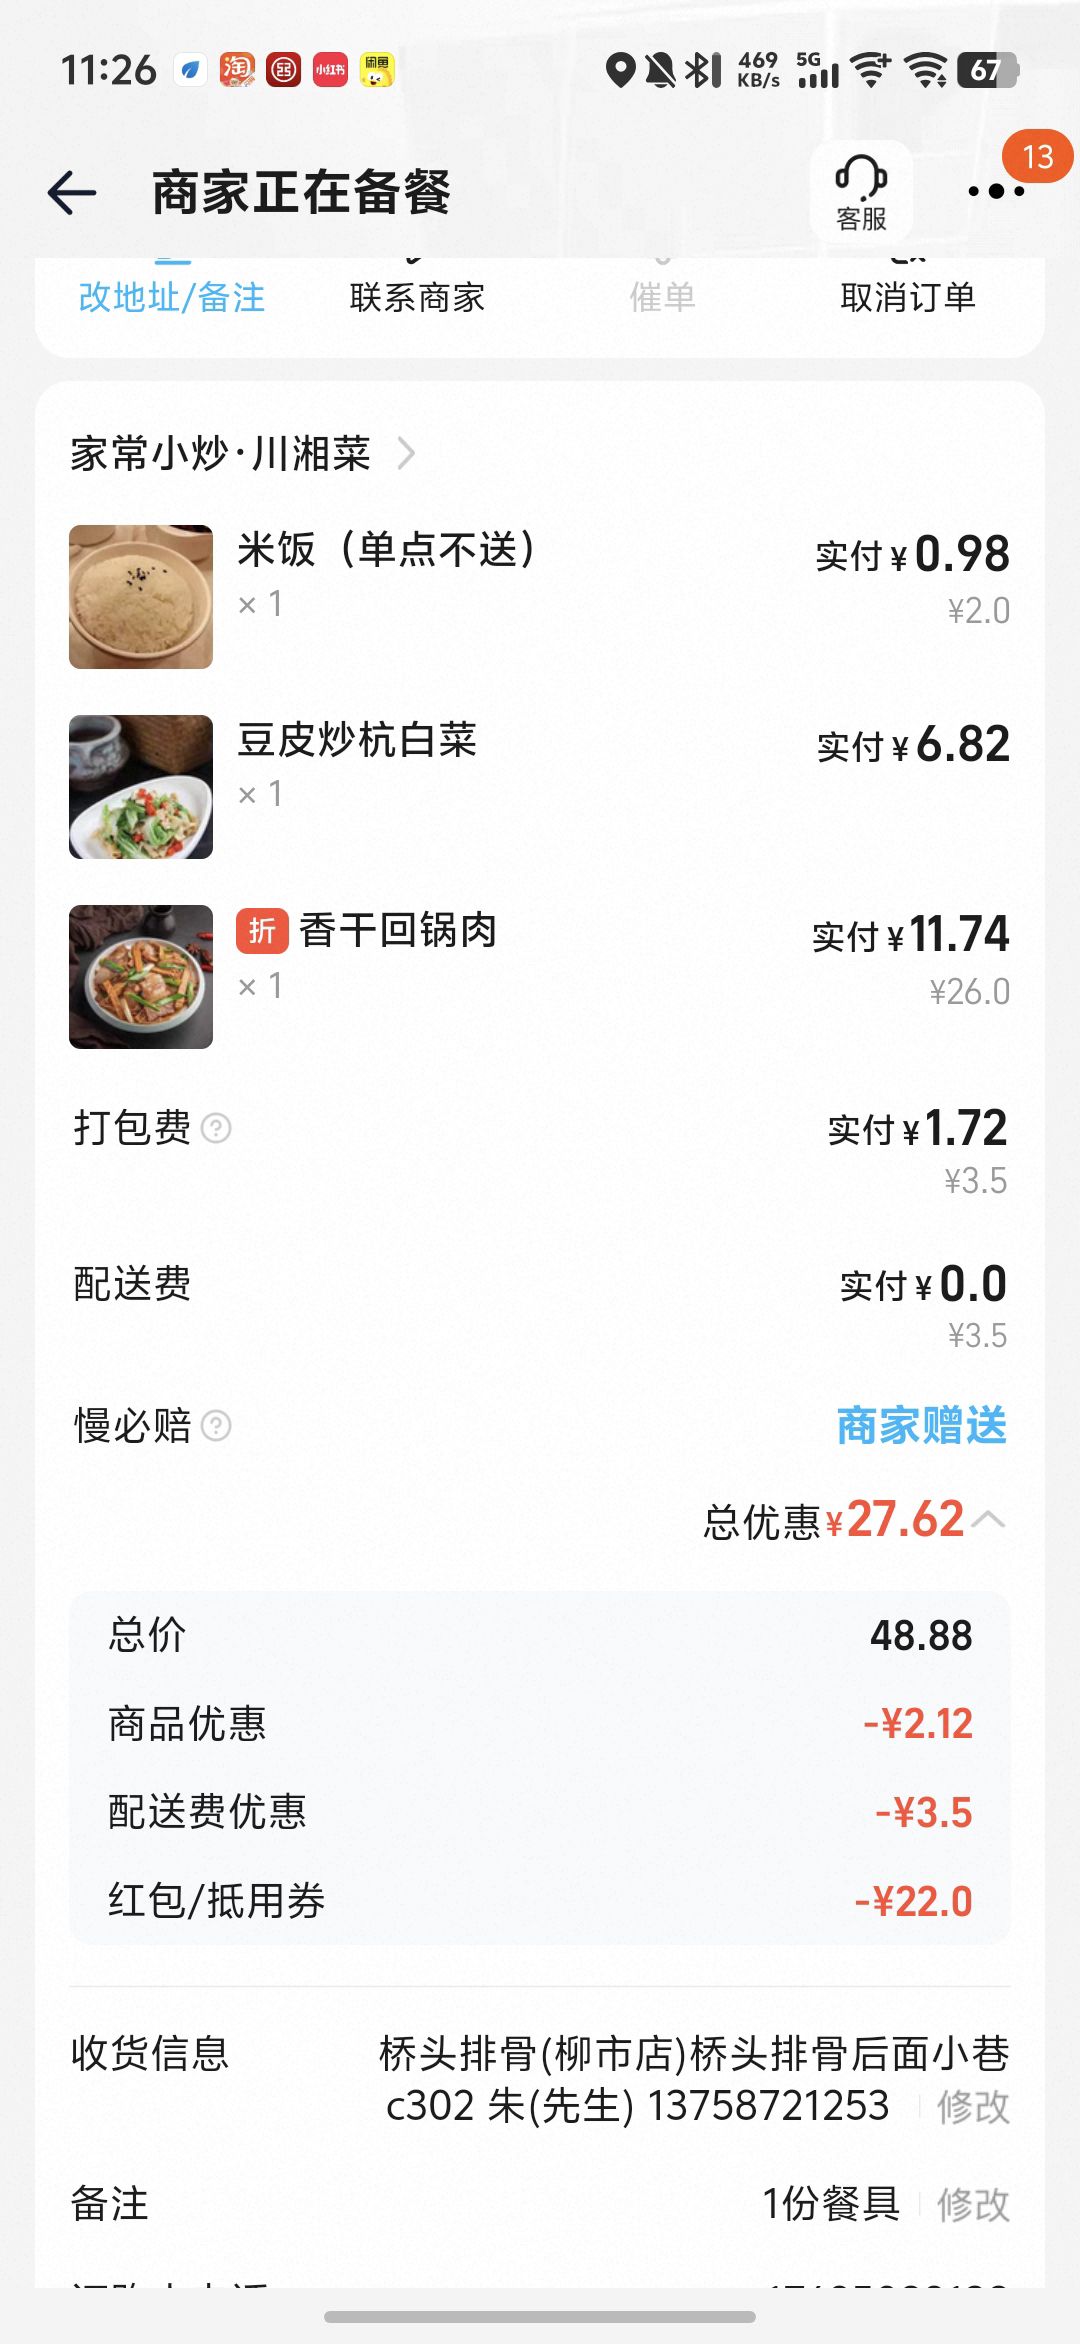 11:26
淘
小红书
闲鱼
469
KB/s
5G
67
商家正在备餐
客服
13
改地址/备注
联系商家
催单
取消订单
家常小炒·川湘菜
米饭（单点不送）
实付¥0.98
× 1
¥2.0
豆皮炒杭白菜
实付¥6.82
× 1
折 香干回锅肉
实付¥11.74
× 1
¥26.0
打包费
实付¥1.72
¥3.5
配送费
实付¥0.0
¥3.5
慢必赔
商家赠送
总优惠¥27.62
总价
48.88
商品优惠
-¥2.12
配送费优惠
-¥3.5
红包/抵用券
-¥22.0
收货信息
桥头排骨(柳市店)桥头排骨后面小巷
c302 朱(先生) 13758721253
修改
备注
1份餐具
修改